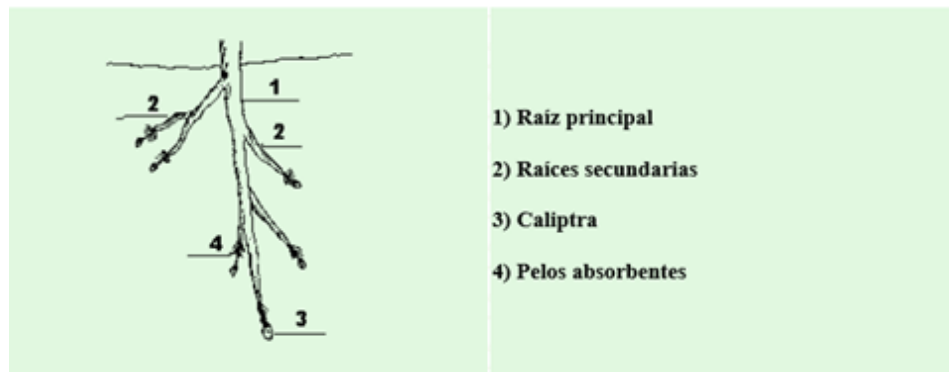 1
2
2
4
3
1) Raíz principal
2) Raíces secundarias
3) Caliptra
4) Pelos absorbentes